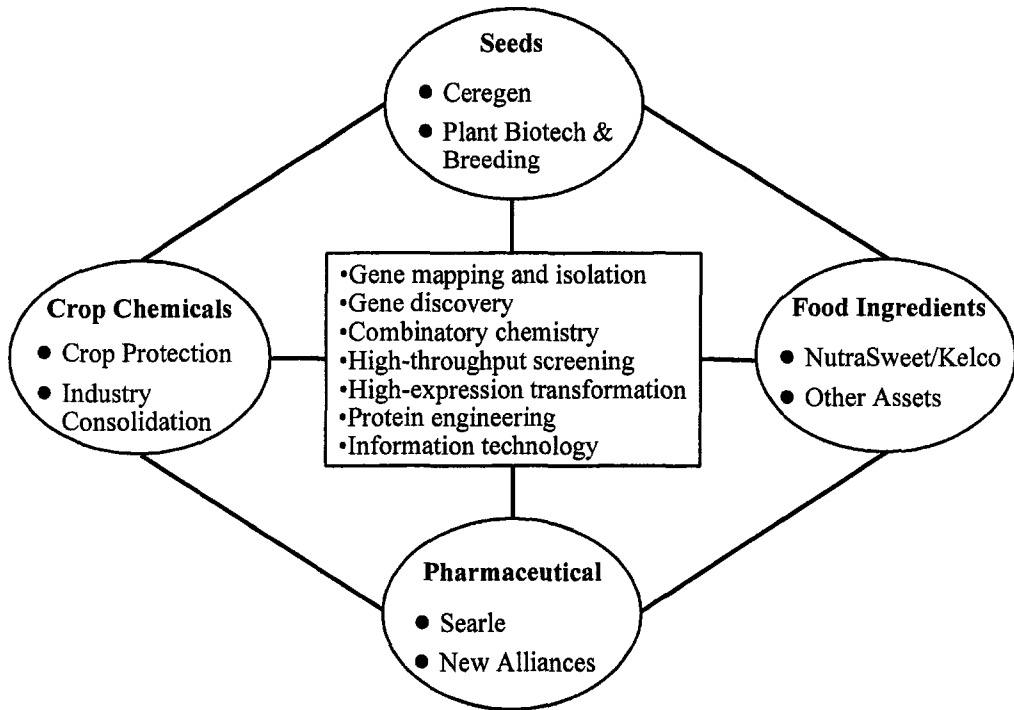 Seeds
● Ceregen
● Plant Biotech &
Breeding
Crop Chemicals
● Crop Protection
● Industry
Consolidation
•Gene mapping and isolation
•Gene discovery
•Combinatory chemistry
•High-throughput screening
•High-expression transformation
•Protein engineering
•Information technology
Food Ingredients
● NutraSweet/Kelco
● Other Assets
Pharmaceutical
● Searle
● New Alliances